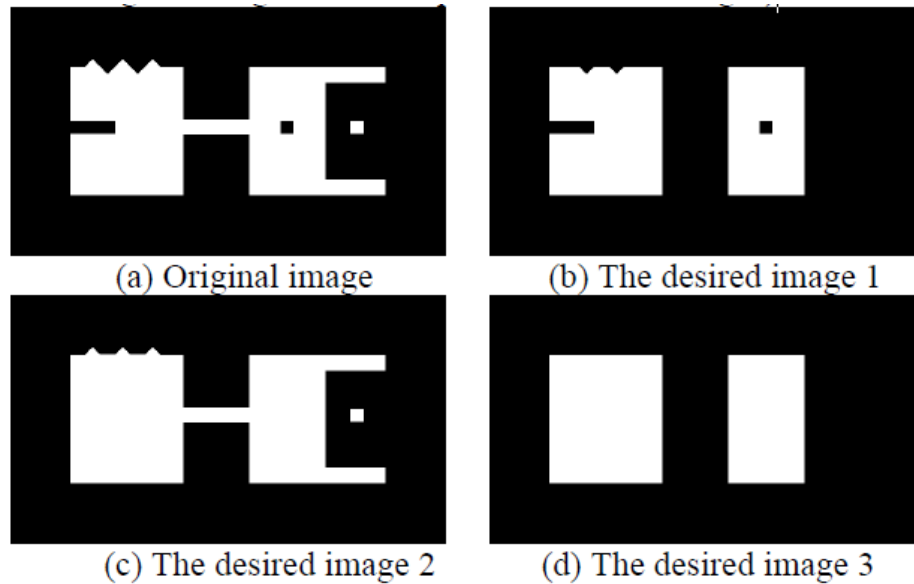 (a) Original image
(b) The desired image 1
(c) The desired image 2
(d) The desired image 3